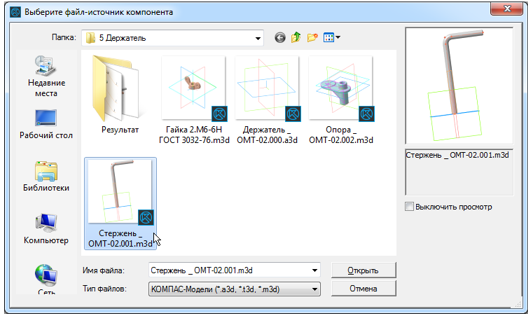 Выберите файл-источник компонента
Папка: 5 Держатель
Недавние места
Рабочий стол
Библиотеки
Компьютер
Сеть
Результат
Гайка 2.М6-6Н ГОСТ 3032-76.m3d
Держатель _ ОМТ-02.000.a3d
Опора _ ОМТ-02.002.m3d
Стержень _ ОМТ-02.001.m3d
Имя файла: Стержень _ ОМТ-02.001.m3d
Открыть
Тип файлов: КОМПАС-Модели (*.a3d, *.t3d, *.m3d)
Отмена
Стержень _ ОМТ-02.001.m3d
Выключить просмотр